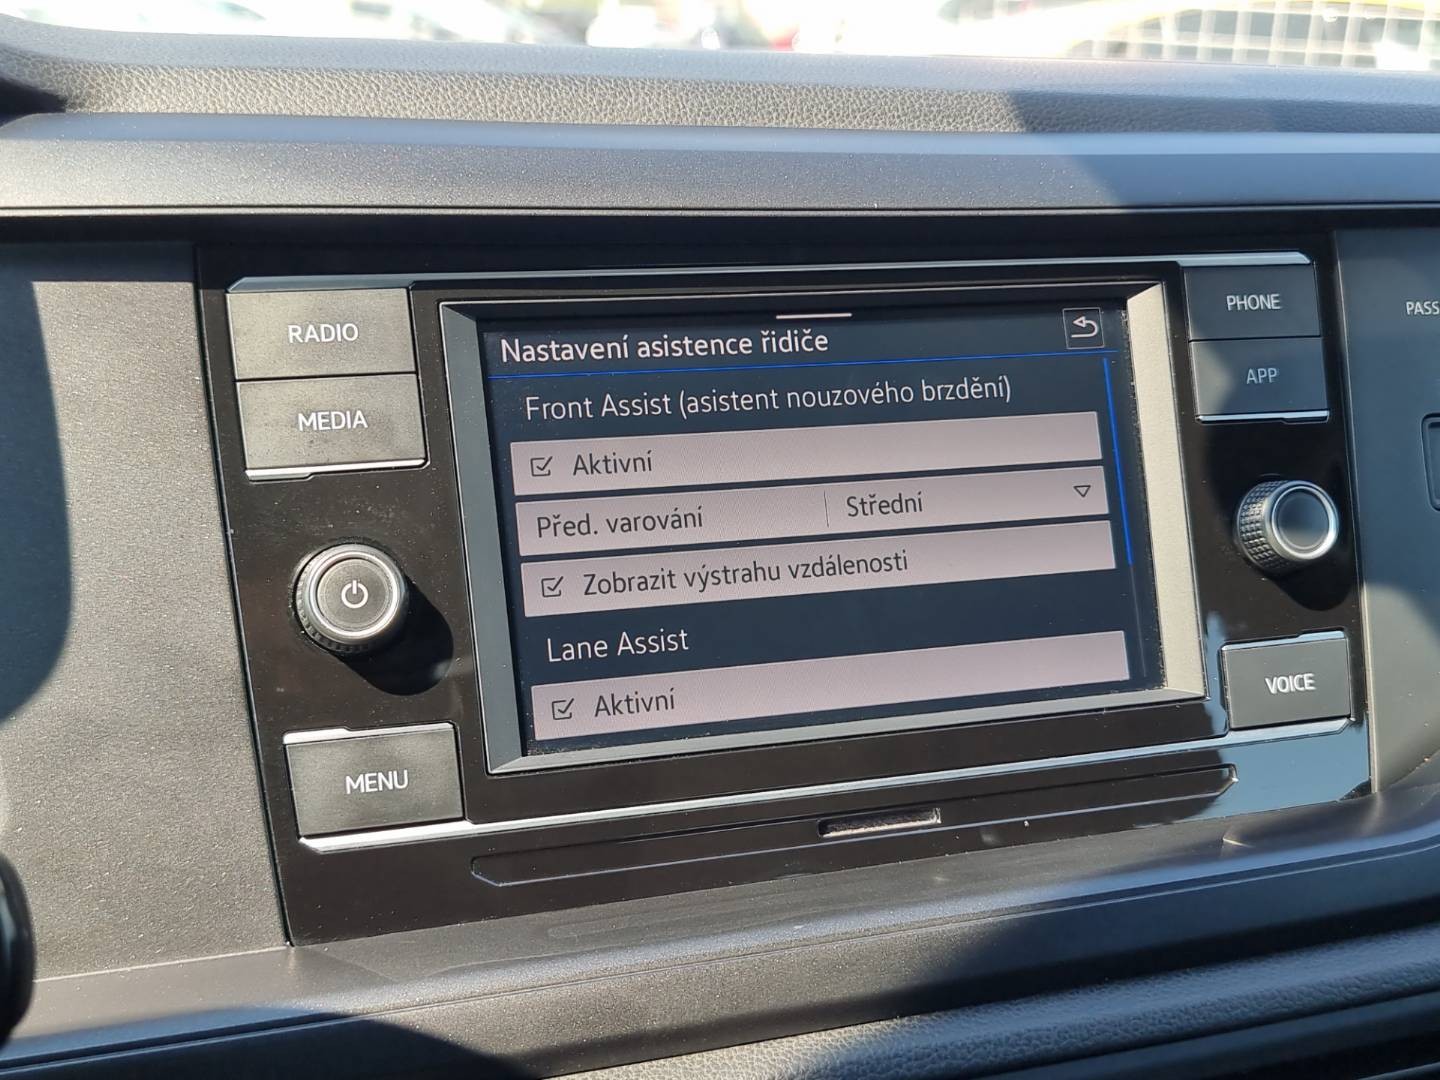 RADIO
MEDIA
MENU
Nastavení asistence řidiče
Front Assist (asistent nouzového brzdění)
Aktivní
Před. varování Střední
Zobrazit výstrahu vzdálenosti
Lane Assist
Aktivní
PHONE
APP
VOICE
PASS